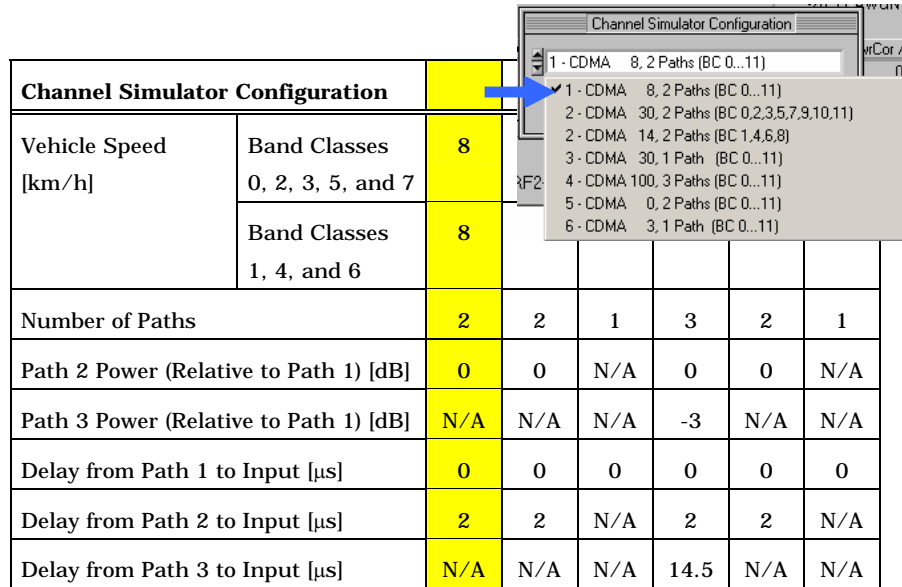 Channel Simulator Configuration
1 - CDMA 8, 2 Paths (BC 0...11)
1 - CDMA 8, 2 Paths (BC 0...11)
2 - CDMA 30, 2 Paths (BC 0,2,3,5,7,9,10,11)
2 - CDMA 14, 2 Paths (BC 1,4,6,8)
3 - CDMA 30, 1 Path (BC 0...11)
4 - CDMA 100, 3 Paths (BC 0...11)
5 - CDMA 0, 2 Paths (BC 0...11)
6 - CDMA 3, 1 Path (BC 0...11)
Channel Simulator Configuration
Vehicle Speed
[km/h]
Band Classes
0, 2, 3, 5, and 7
8
Band Classes
1, 4, and 6
8
Number of Paths 2 2 1 3 2 1
Path 2 Power (Relative to Path 1) [dB] 0 0 N/A 0 0 N/A
Path 3 Power (Relative to Path 1) [dB] N/A N/A N/A -3 N/A N/A
Delay from Path 1 to Input [μs] 0 0 0 0 0 0
Delay from Path 2 to Input [μs] 2 2 N/A 2 2 N/A
Delay from Path 3 to Input [μs] N/A N/A N/A 14.5 N/A N/A